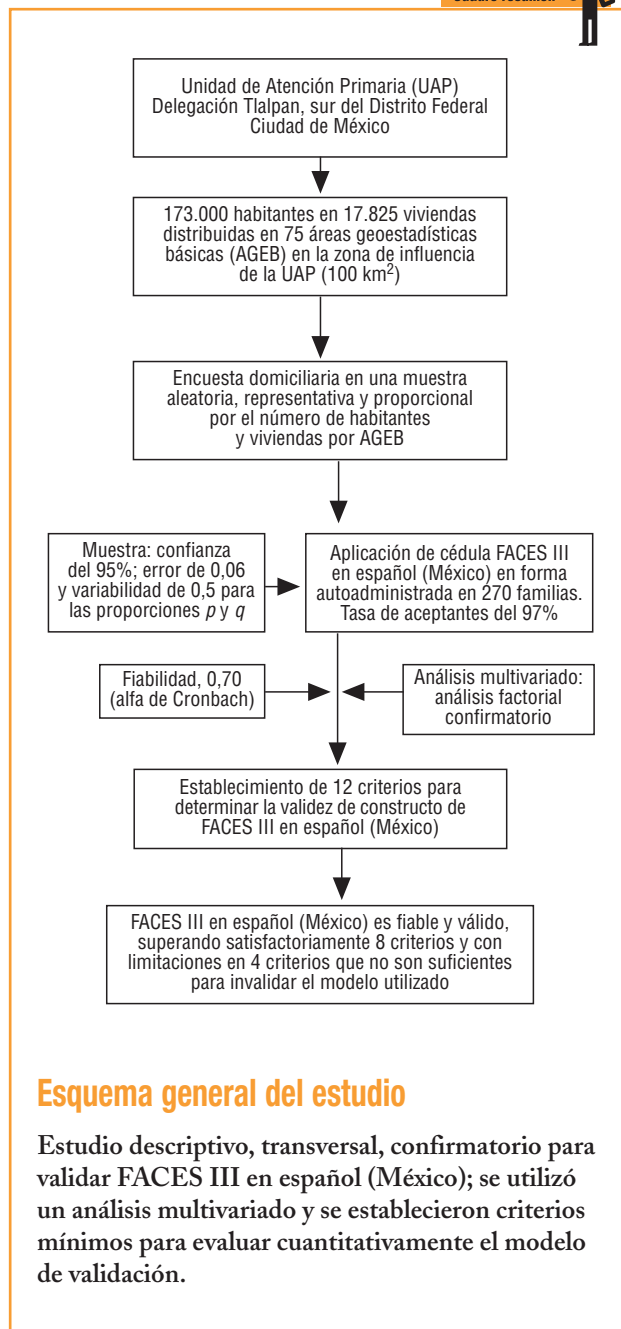 Unidad de Atención Primaria (UAP)
Delegación Tlalpan, sur del Distrito Federal
Ciudad de México
173.000 habitantes en 17.825 viviendas
distribuidas en 75 áreas geoestadísticas
básicas (AGEB) en la zona de influencia
de la UAP (100 km²)
Encuesta domiciliaria en una muestra
aleatoria, representativa y proporcional
por el número de habitantes
y viviendas por AGEB
Muestra: confianza
del 95%; error de 0,06
y variabilidad de 0,5 para
las proporciones p y q
Aplicación de cédula FACES III
en español (México) en forma
autoadministrada en 270 familias.
Tasa de aceptantes del 97%
Fiabilidad, 0,70
(alfa de Cronbach)
Análisis multivariado:
análisis factorial
confirmatorio
Establecimiento de 12 criterios para
determinar la validez de constructo de
FACES III en español (México)
FACES III en español (México) es fiable y válido,
superando satisfactoriamente 8 criterios y con
limitaciones en 4 criterios que no son suficientes
para invalidar el modelo utilizado
Esquema general del estudio
Estudio descriptivo, transversal, confirmatorio para
validar FACES III en español (México); se utilizó
un análisis multivariado y se establecieron criterios
mínimos para evaluar cuantitativamente el modelo
de validación.